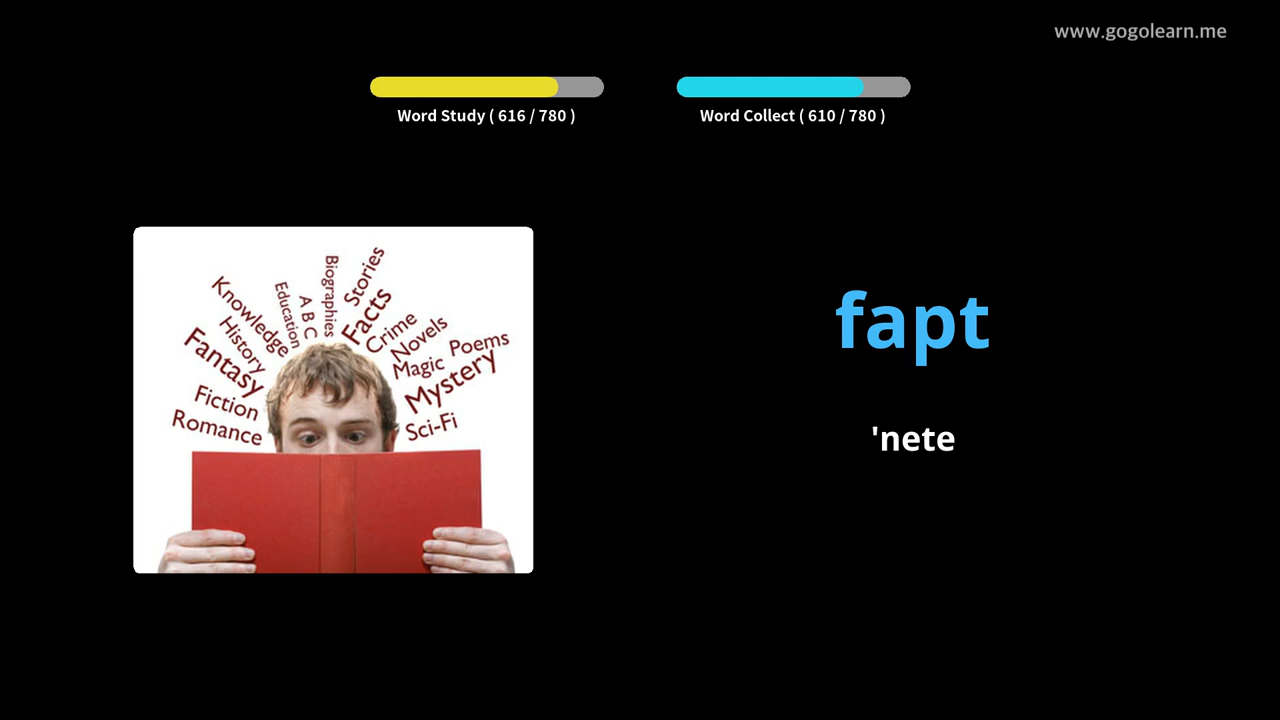 www.gogolearn.me
Word Study ( 616 / 780 )
Word Collect ( 610 / 780 )
Biographies
Stories
Education
A B C
Facts
Knowledge
Crime
History
Novels
Fantasy
Magic
Poems
Mystery
Fiction
Romance
Sci-Fi
fapt
'nete